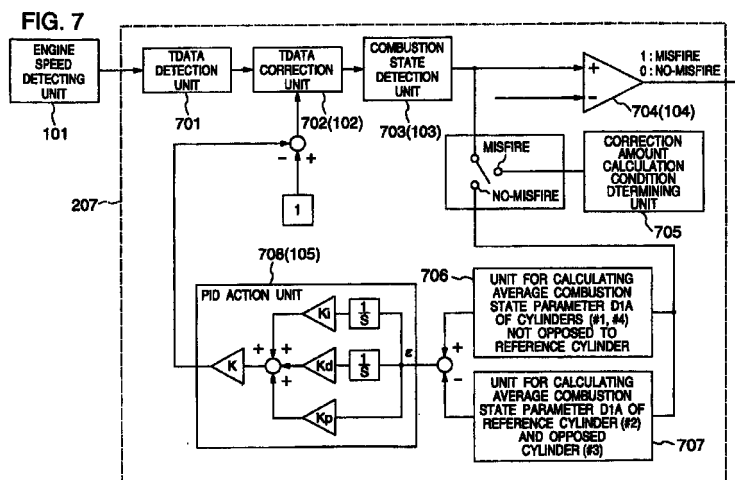 FIG. 7
ENGINE
SPEED
DETECTING
UNIT
101
TDATA
DETECTION
UNIT
701
TDATA
CORRECTION
UNIT
702(102)
COMBUSTION
STATE
DETECTION
UNIT
703(103)
+
−
704(104)
1 : MISFIRE
0 : NO-MISFIRE
− +
1
207
MISFIRE
NO-MISFIRE
CORRECTION
AMOUNT
CALCULATION
CONDITION
DTERMINING
UNIT
705
708(105)
PID ACTION UNIT
Ki
1/S
Kd
1/S
Kp
K
+ +
+
+
ε
+
−
706
UNIT FOR CALCULATING
AVERAGE COMBUSTION
STATE PARAMETER D1A
OF CYLINDERS (#1, #4)
NOT OPPOSED TO
REFERENCE CYLINDER
UNIT FOR CALCULATING
AVERAGE COMBUSTION
STATE PARAMETER D1A OF
REFERENCE CYLINDER (#2)
AND OPPOSED
CYLINDER (#3)
707